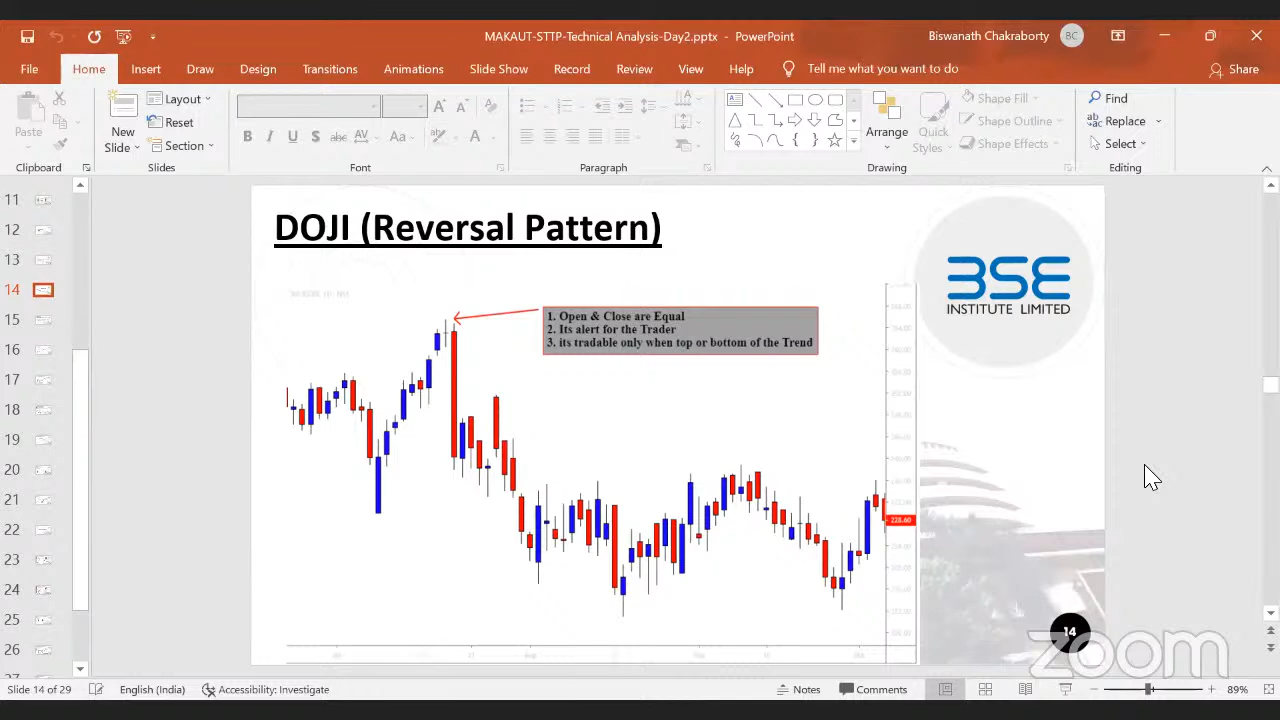 MAKAUT-STTP-Technical Analysis-Day2.pptx - PowerPoint
Biswanath Chakraborty
BC
File Home Insert Draw Design Transitions Animations Slide Show Record Review View Help Tell me what you want to do Share
Paste
Clipboard
New
Slide
Layout
Reset
Section
Slides
B I U S abc AV Aa A
Font
Paragraph
Arrange
Quick
Styles
Shape Fill
Shape Outline
Shape Effects
Drawing
Find
Replace
Select
Editing
11
12
13
14
15
16
17
18
19
20
21
22
23
24
25
26
DOJI (Reversal Pattern)
BSE
INSTITUTE LIMITED
1. Open & Close are Equal
2. Its alert for the Trader
3. its tradable only when top or bottom of the Trend
228.60
14
zoom
Slide 14 of 29 English (India) Accessibility: Investigate Notes Comments 89%